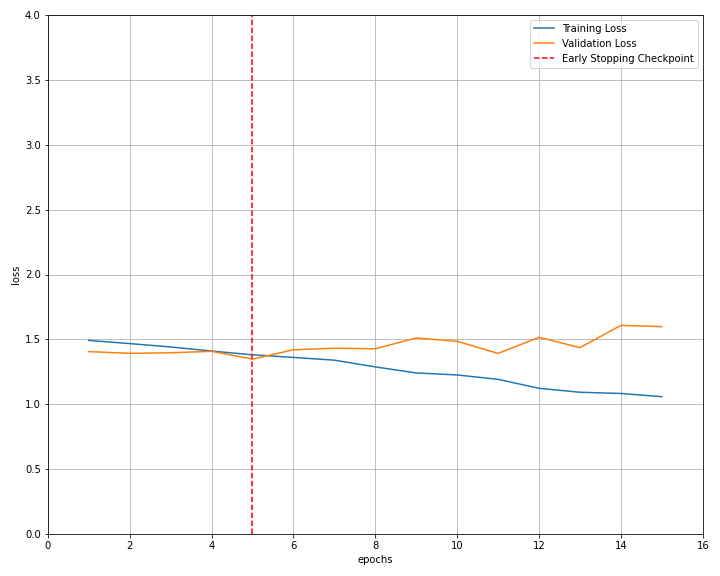 4.0
3.5
3.0
2.5
2.0
1.5
1.0
0.5
0.0
loss
Training Loss
Validation Loss
Early Stopping Checkpoint
0 2 4 6 8 10 12 14 16
epochs